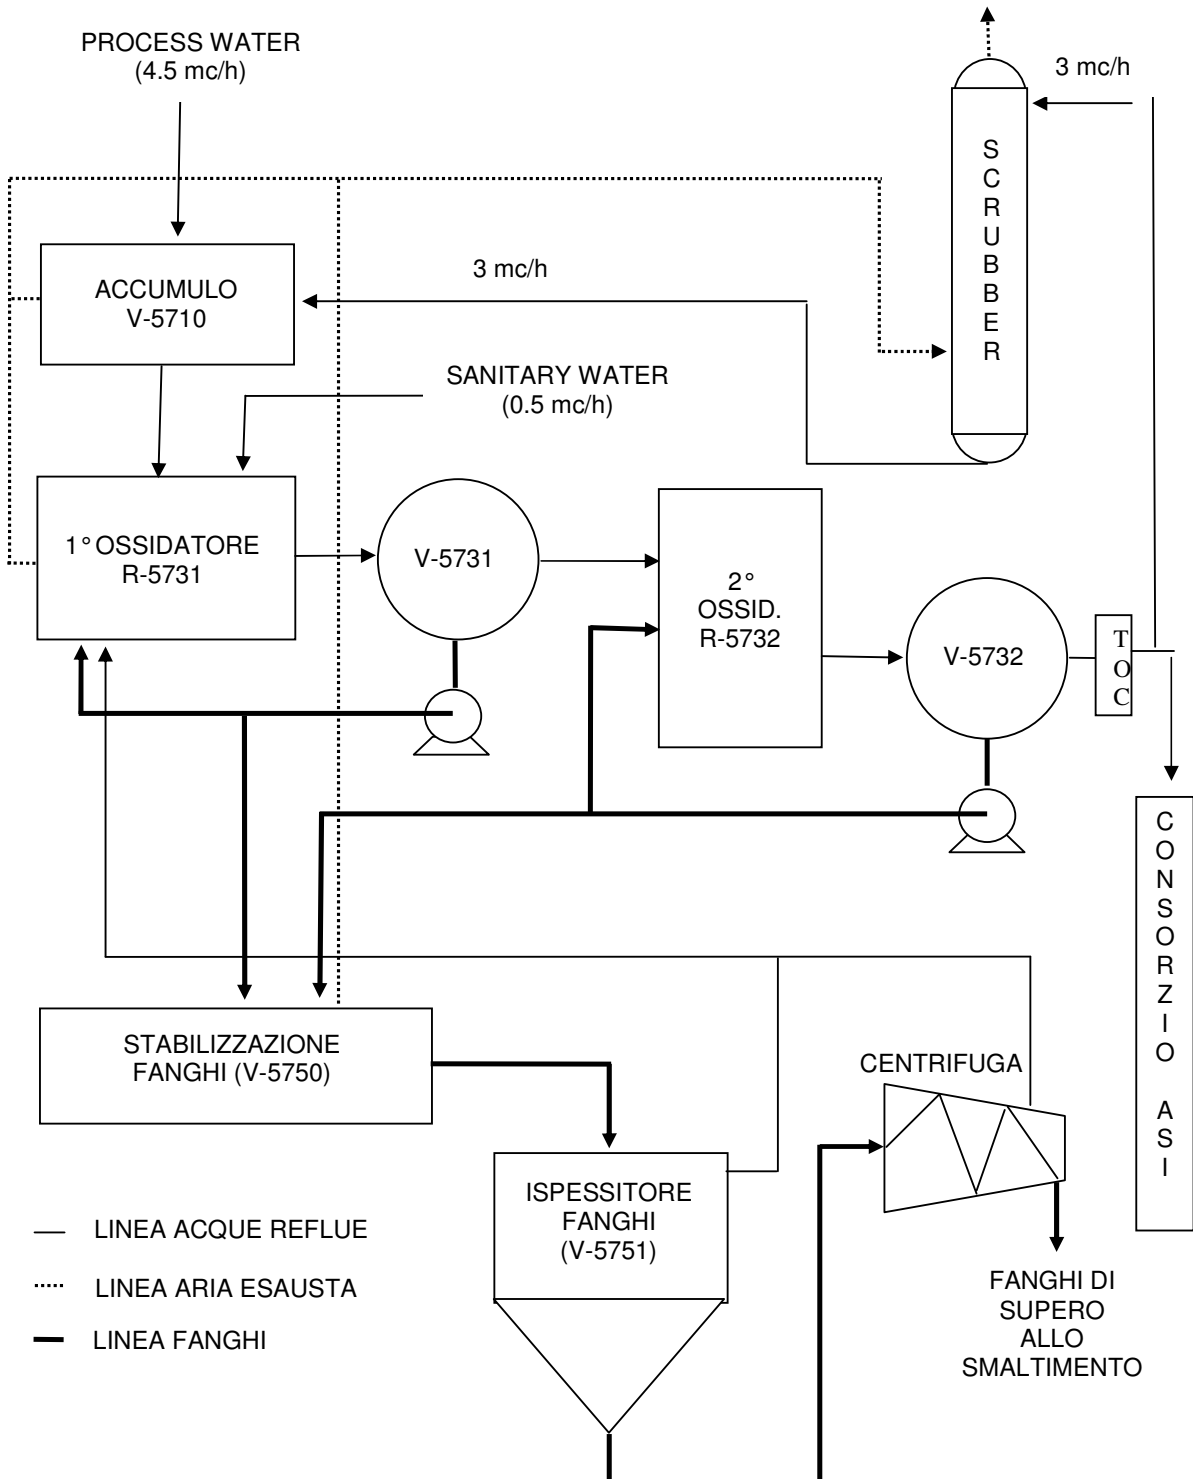 PROCESS WATER
(4.5 mc/h)
3 mc/h
S
C
R
U
B
B
E
R
ACCUMULO
V-5710
3 mc/h
SANITARY WATER
(0.5 mc/h)
1° OSSIDATORE
R-5731
V-5731
2°
OSSID.
R-5732
V-5732
T
O
C
C
O
N
S
O
R
Z
I
O
A
S
I
STABILIZZAZIONE
FANGHI (V-5750)
CENTRIFUGA
ISPESSITORE
FANGHI
(V-5751)
LINEA ACQUE REFLUE
LINEA ARIA ESAUSTA
LINEA FANGHI
FANGHI DI
SUPERO
ALLO
SMALTIMENTO